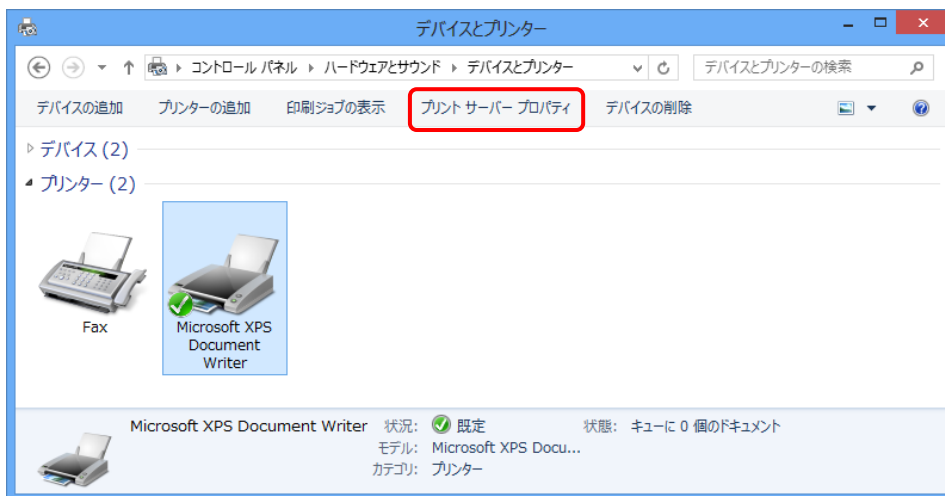 デバイスとプリンター
コントロール パネル ハードウェアとサウンド デバイスとプリンター デバイスとプリンターの検索
デバイスの追加 プリンターの追加 印刷ジョブの表示 プリント サーバー プロパティ デバイスの削除
デバイス (2)
プリンター (2)
Fax
Microsoft XPS
Document
Writer
Microsoft XPS Document Writer 状況: 既定 状態: キューに 0 個のドキュメント
モデル: Microsoft XPS Docu...
カテゴリ: プリンター